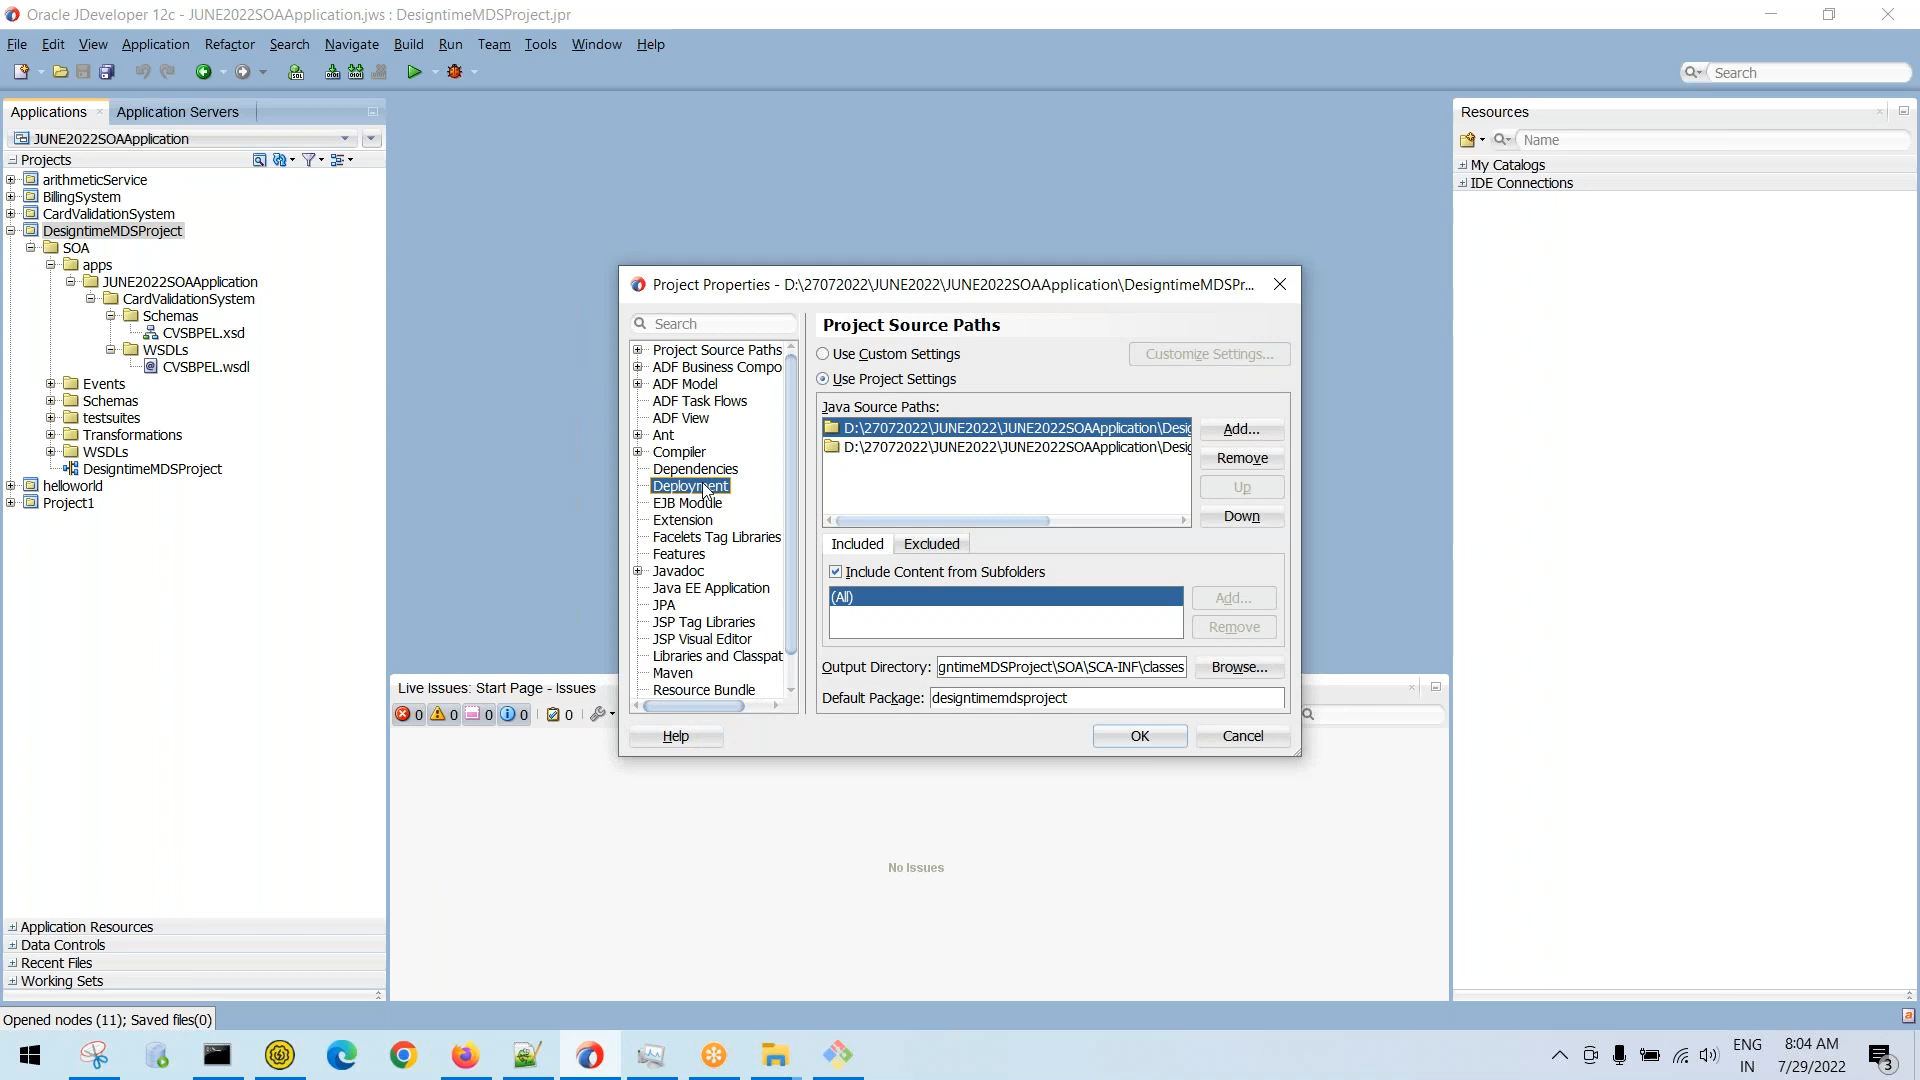 Oracle JDeveloper 12c - JUNE2022SOAApplication.jws : DesigntimeMDSProject.jpr
File Edit View Application Refactor Search Navigate Build Run Team Tools Window Help
Search
Applications Application Servers
JUNE2022SOAApplication
Projects
arithmeticService
BillingSystem
CardValidationSystem
DesigntimeMDSProject
SOA
apps
JUNE2022SOAApplication
CardValidationSystem
Schemas
CVSBPEL.xsd
WSDLs
CVSBPEL.wsdl
Events
Schemas
testsuites
Transformations
WSDLs
DesigntimeMDSProject
helloworld
Project1
Application Resources
Data Controls
Recent Files
Working Sets
Opened nodes (11); Saved files(0)
Project Properties - D:\27072022\JUNE2022\JUNE2022SOAApplication\DesigntimeMDSPr...
Search
Project Source Paths
ADF Business Compo
ADF Model
ADF Task Flows
ADF View
Ant
Compiler
Dependencies
Deployment
EJB Module
Extension
Facelets Tag Libraries
Features
Javadoc
Java EE Application
JPA
JSP Tag Libraries
JSP Visual Editor
Libraries and Classpat
Maven
Resource Bundle
Project Source Paths
Use Custom Settings
Customize Settings...
Use Project Settings
Java Source Paths:
D:\27072022\JUNE2022\JUNE2022SOAApplication\Desig
D:\27072022\JUNE2022\JUNE2022SOAApplication\Desig
Add...
Remove
Up
Down
Included Excluded
Include Content from Subfolders
(All)
Add...
Remove
Output Directory: gntimeMDSProject\SOA\SCA-INF\classes Browse...
Default Package: designtimemdsproject
Help OK Cancel
Live Issues: Start Page - Issues
0 0 0 0 0
No Issues
Resources
Name
My Catalogs
IDE Connections
ENG
IN
8:04 AM
7/29/2022
3